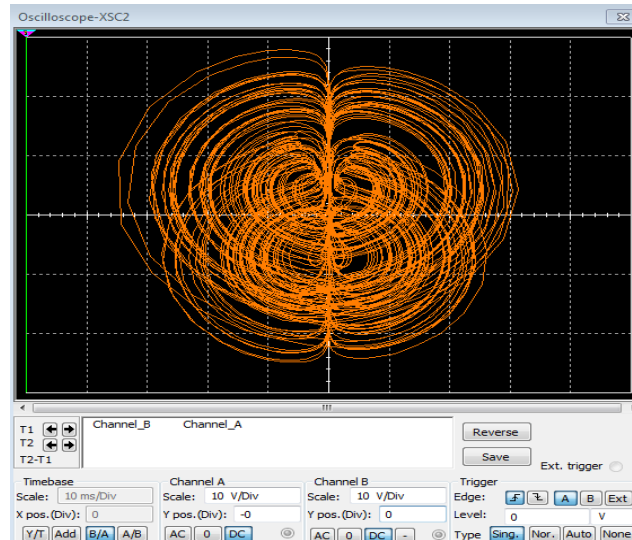 Oscilloscope-XSC2
T1
T2
T2-T1
Channel_B Channel_A
Reverse
Save
Ext. trigger
Timebase Channel A Channel B Trigger
Scale: 10 ms/Div Scale: 10 V/Div Scale: 10 V/Div Edge: A B Ext
X pos.(Div): 0 Y pos.(Div): -0 Y pos.(Div): 0 Level: 0 V
Y/T Add B/A A/B AC 0 DC AC 0 DC - Type Sing. Nor. Auto None